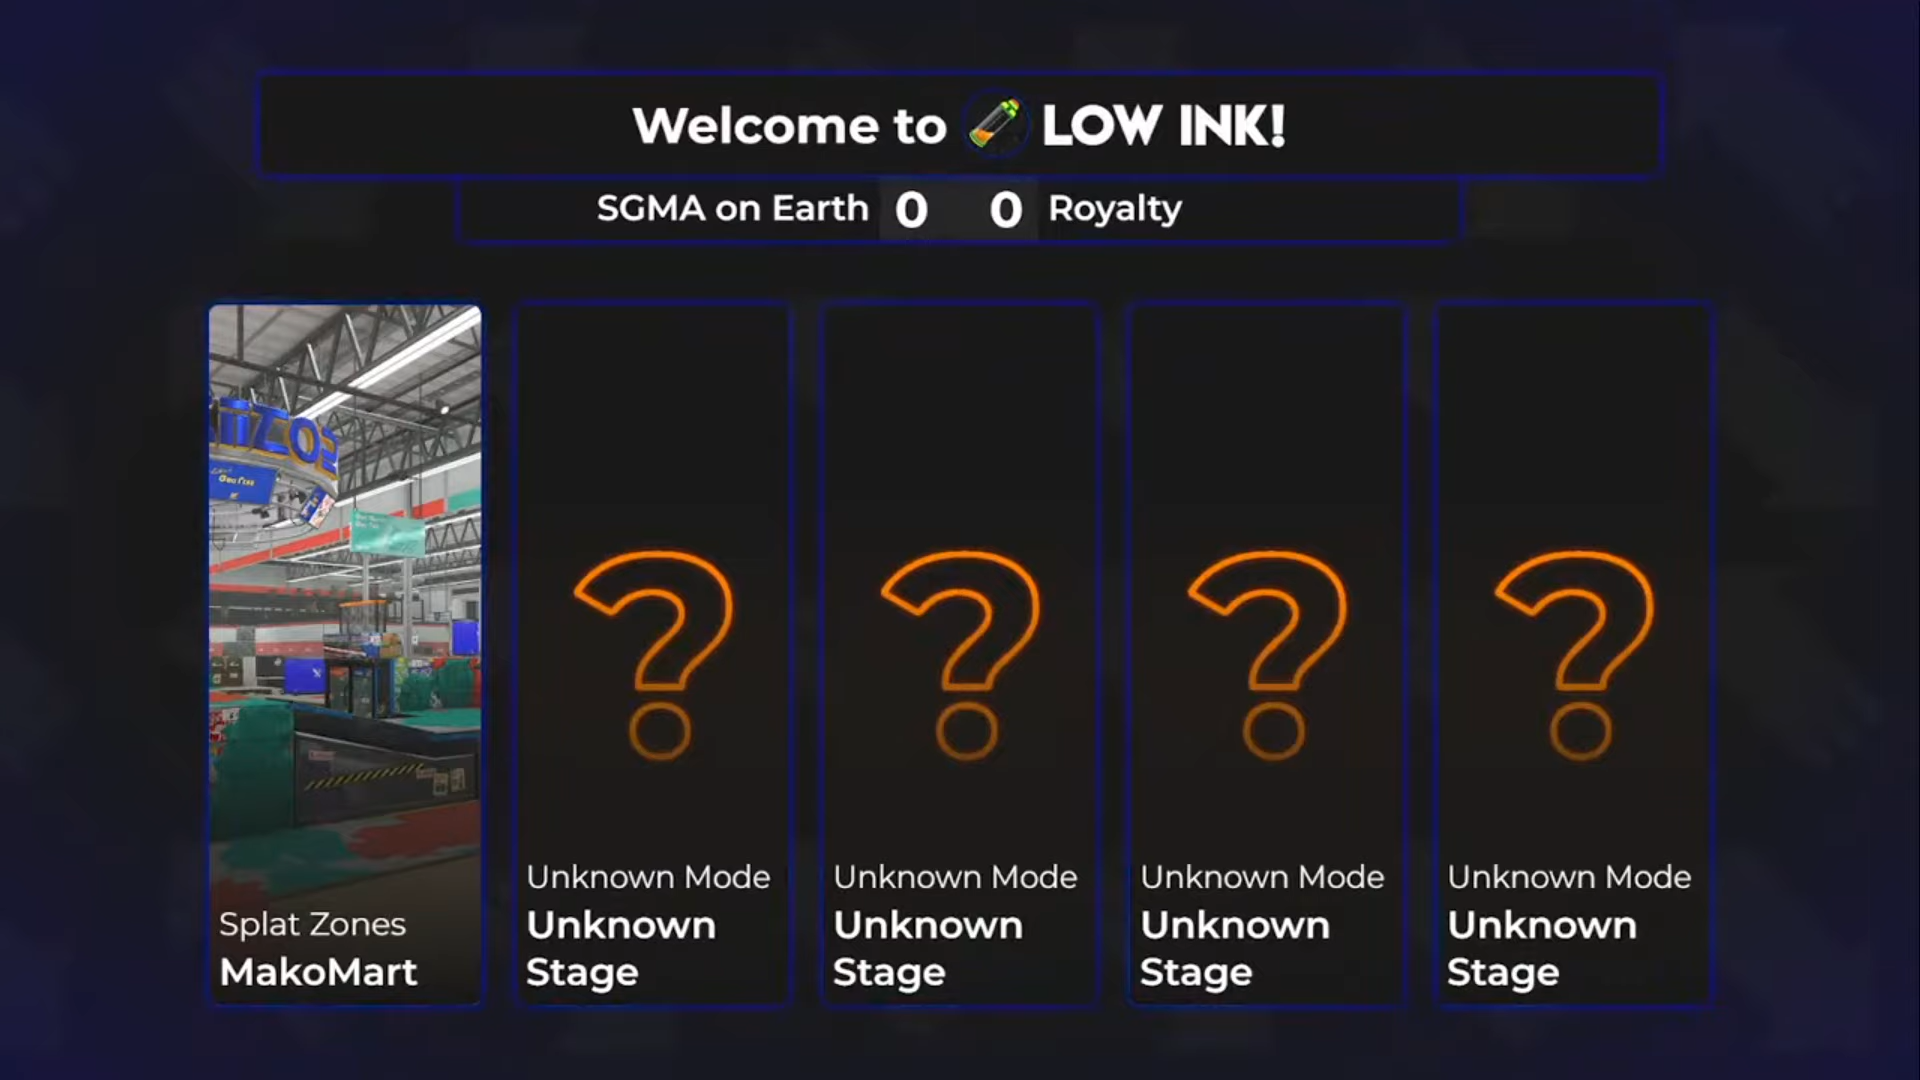 Welcome to LOW INK!
SGMA on Earth 0 0 Royalty
Splat Zones
MakoMart
Unknown Mode
Unknown
Stage
Unknown Mode
Unknown
Stage
Unknown Mode
Unknown
Stage
Unknown Mode
Unknown
Stage